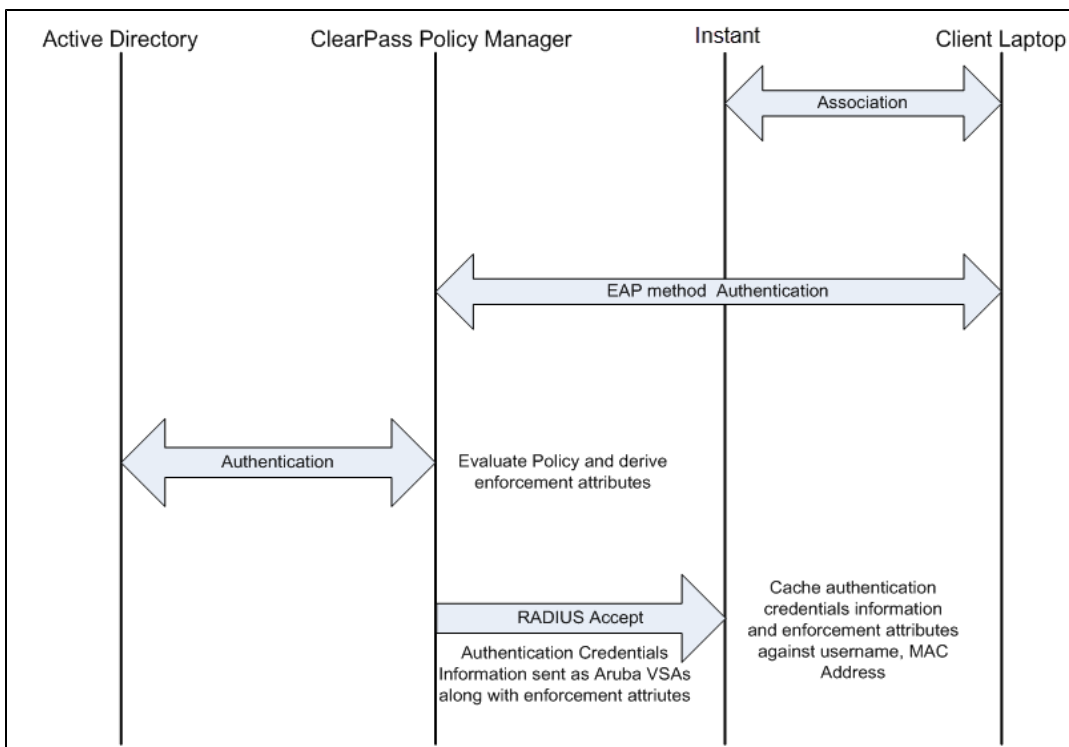 Active Directory
ClearPass Policy Manager
Instant
Client Laptop
Association
EAP method Authentication
Authentication
Evaluate Policy and derive
enforcement attributes
RADIUS Accept
Authentication Credentials
Information sent as Aruba VSAs
along with enforcement attriutes
Cache authentication
credentials information
and enforcement attributes
against username, MAC
Address